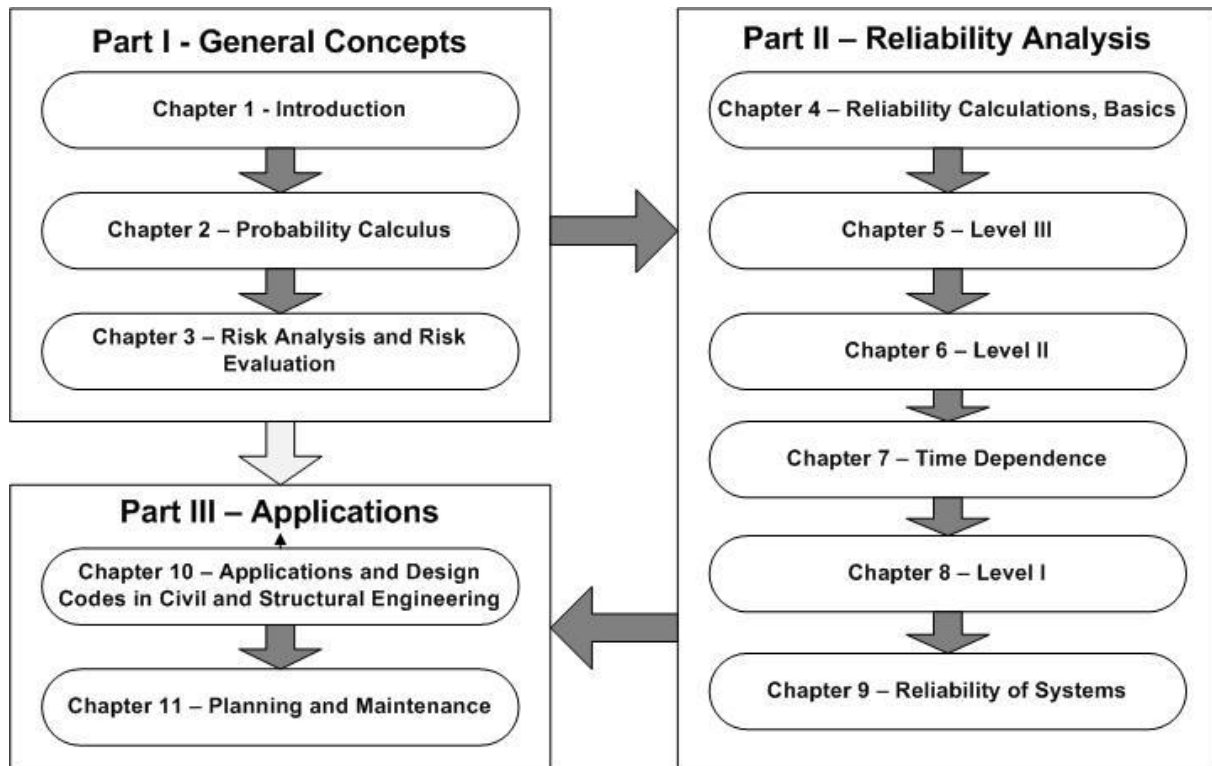 Part I - General Concepts
Chapter 1 - Introduction
Chapter 2 – Probability Calculus
Chapter 3 – Risk Analysis and Risk
Evaluation
Part II – Reliability Analysis
Chapter 4 – Reliability Calculations, Basics
Chapter 5 – Level III
Chapter 6 – Level II
Chapter 7 – Time Dependence
Chapter 8 – Level I
Chapter 9 – Reliability of Systems
Part III – Applications
Chapter 10 – Applications and Design
Codes in Civil and Structural Engineering
Chapter 11 – Planning and Maintenance